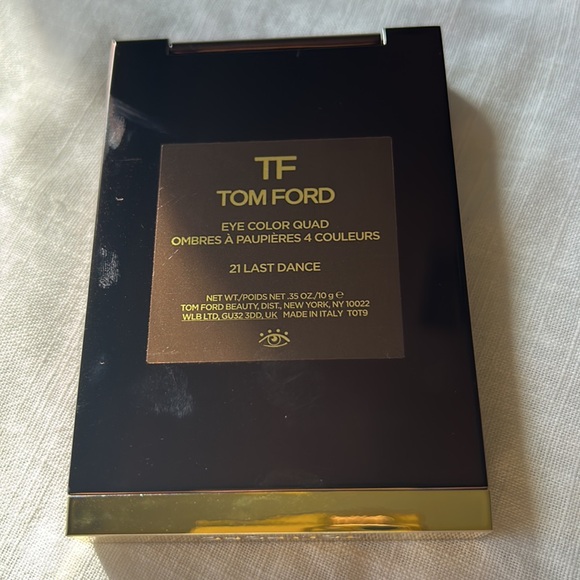 TF
TOM FORD
EYE COLOR QUAD
OMBRES À PAUPIÈRES 4 COULEURS
21 LAST DANCE
NET WT./POIDS NET .35 OZ./10 g ℮
TOM FORD BEAUTY, DIST., NEW YORK, NY 10022
WLB LTD, GU32 3DD, UK MADE IN ITALY T0T9